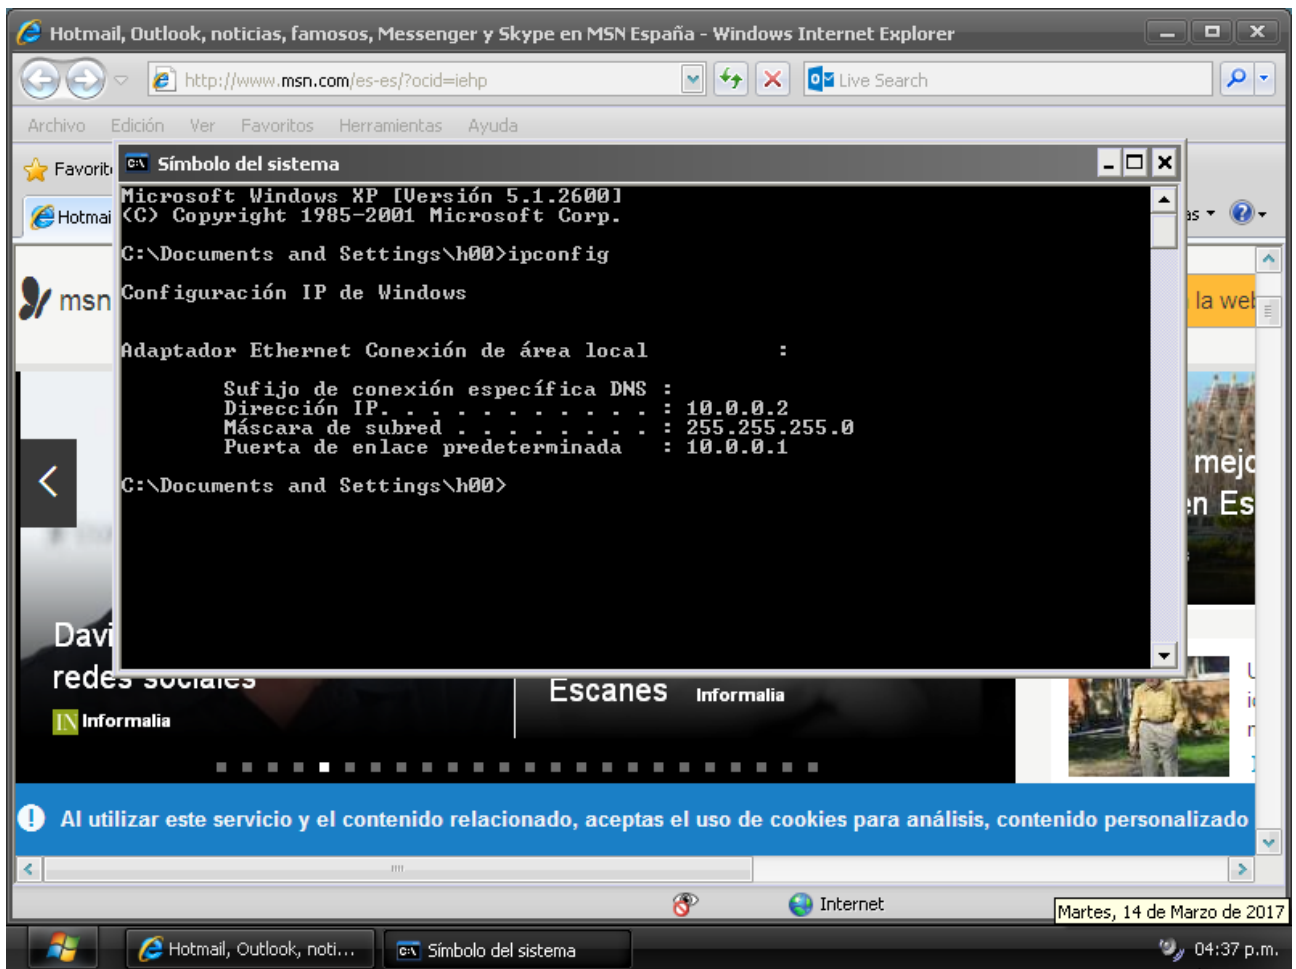 Hotmail, Outlook, noticias, famosos, Messenger y Skype en MSN España - Windows Internet Explorer
http://www.msn.com/es-es/?ocid=iehp
Live Search
Archivo Edición Ver Favoritos Herramientas Ayuda
Favorit
Símbolo del sistema
Hotmai
as
Microsoft Windows XP [Versión 5.1.2600]
(C) Copyright 1985-2001 Microsoft Corp.
C:\Documents and Settings\h00>ipconfig
msn
Configuración IP de Windows
la web
Adaptador Ethernet Conexión de área local :
Sufijo de conexión específica DNS :
Dirección IP. . . . . . . . . . . : 10.0.0.2
Máscara de subred . . . . . . . . : 255.255.255.0
Puerta de enlace predeterminada : 10.0.0.1
C:\Documents and Settings\h00>
mejo
en Es
Davi
redes sociales
IN Informalia
Escanes Informalia
Al utilizar este servicio y el contenido relacionado, aceptas el uso de cookies para análisis, contenido personalizado
Internet
Martes, 14 de Marzo de 2017
Hotmail, Outlook, noti...
Símbolo del sistema
04:37 p.m.